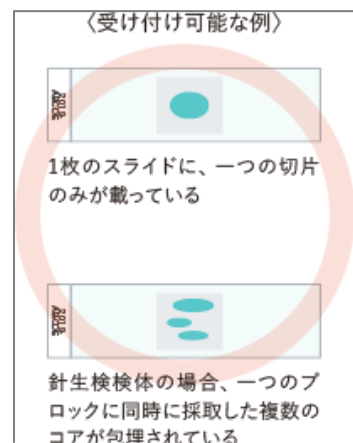 〈受け付け可能な例〉
1枚のスライドに、一つの切片
のみが載っている
針生検検体の場合、一つのブ
ロックに同時に採取した複数の
コアが包埋されている